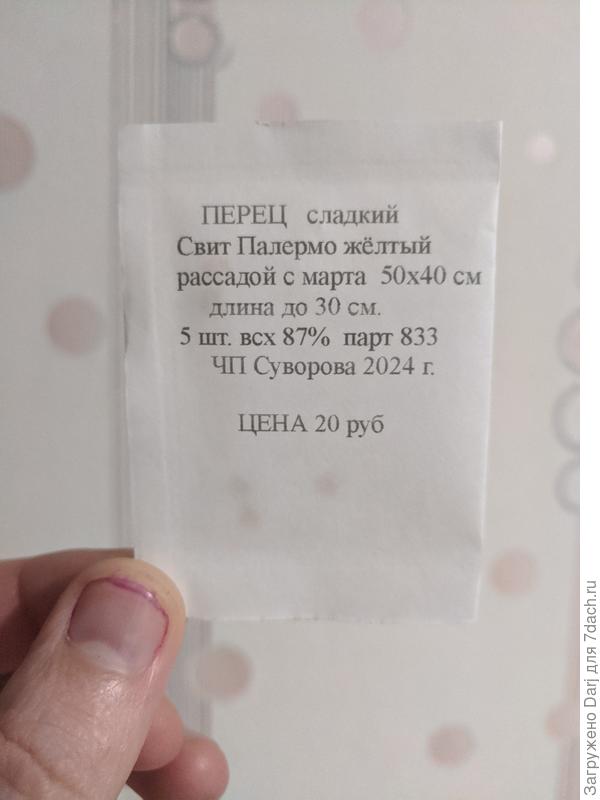 ПЕРЕЦ сладкий
Свит Палермо жёлтый
рассадой с марта 50х40 см
длина до 30 см.
5 шт. всх 87% парт 833
ЧП Суворова 2024 г.
ЦЕНА 20 руб
Загружено Darj для 7dach.ru